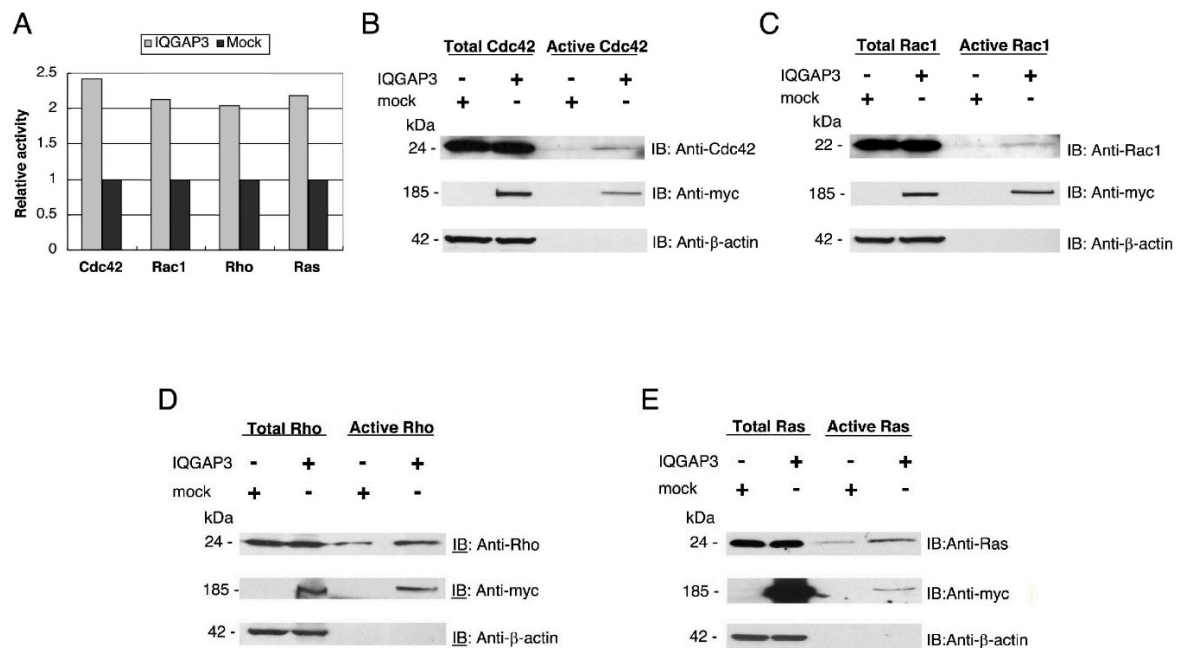 A
IQGAP3 Mock
Relative activity
2.5
2
1.5
1
0.5
0
Cdc42 Rac1 Rho Ras
B
Total Cdc42 Active Cdc42
IQGAP3 - + - +
mock + - + -
kDa
24 - IB: Anti-Cdc42
185 - IB: Anti-myc
42 - IB: Anti-β-actin
C
Total Rac1 Active Rac1
IQGAP3 - + - +
mock + - + -
kDa
22 - IB: Anti-Rac1
185 - IB: Anti-myc
42 - IB: Anti-β-actin
D
Total Rho Active Rho
IQGAP3 - + - +
mock + - + -
kDa
24 - IB: Anti-Rho
185 - IB: Anti-myc
42 - IB: Anti-β-actin
E
Total Ras Active Ras
IQGAP3 - + - +
mock + - + -
kDa
24 - IB:Anti-Ras
185 - IB:Anti-myc
42 - IB:Anti-β-actin